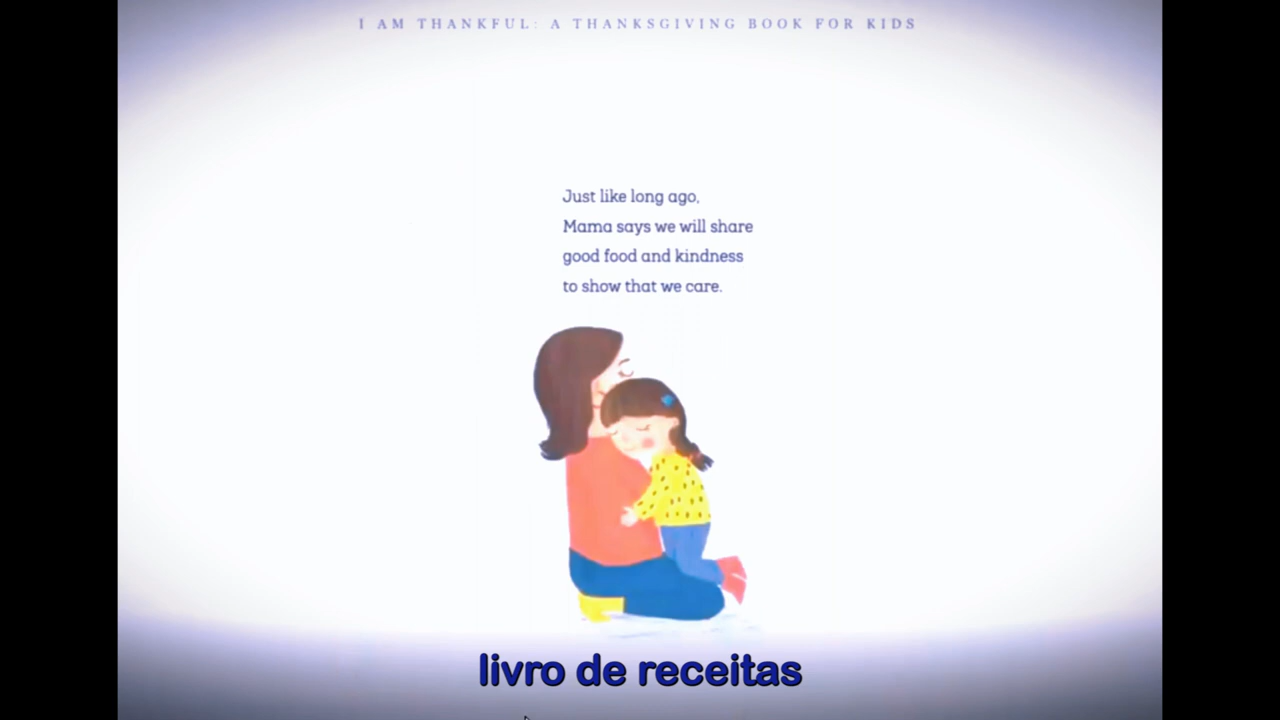 I AM THANKFUL: A THANKSGIVING BOOK FOR KIDS
Just like long ago,
Mama says we will share
good food and kindness
to show that we care.
livro de receitas